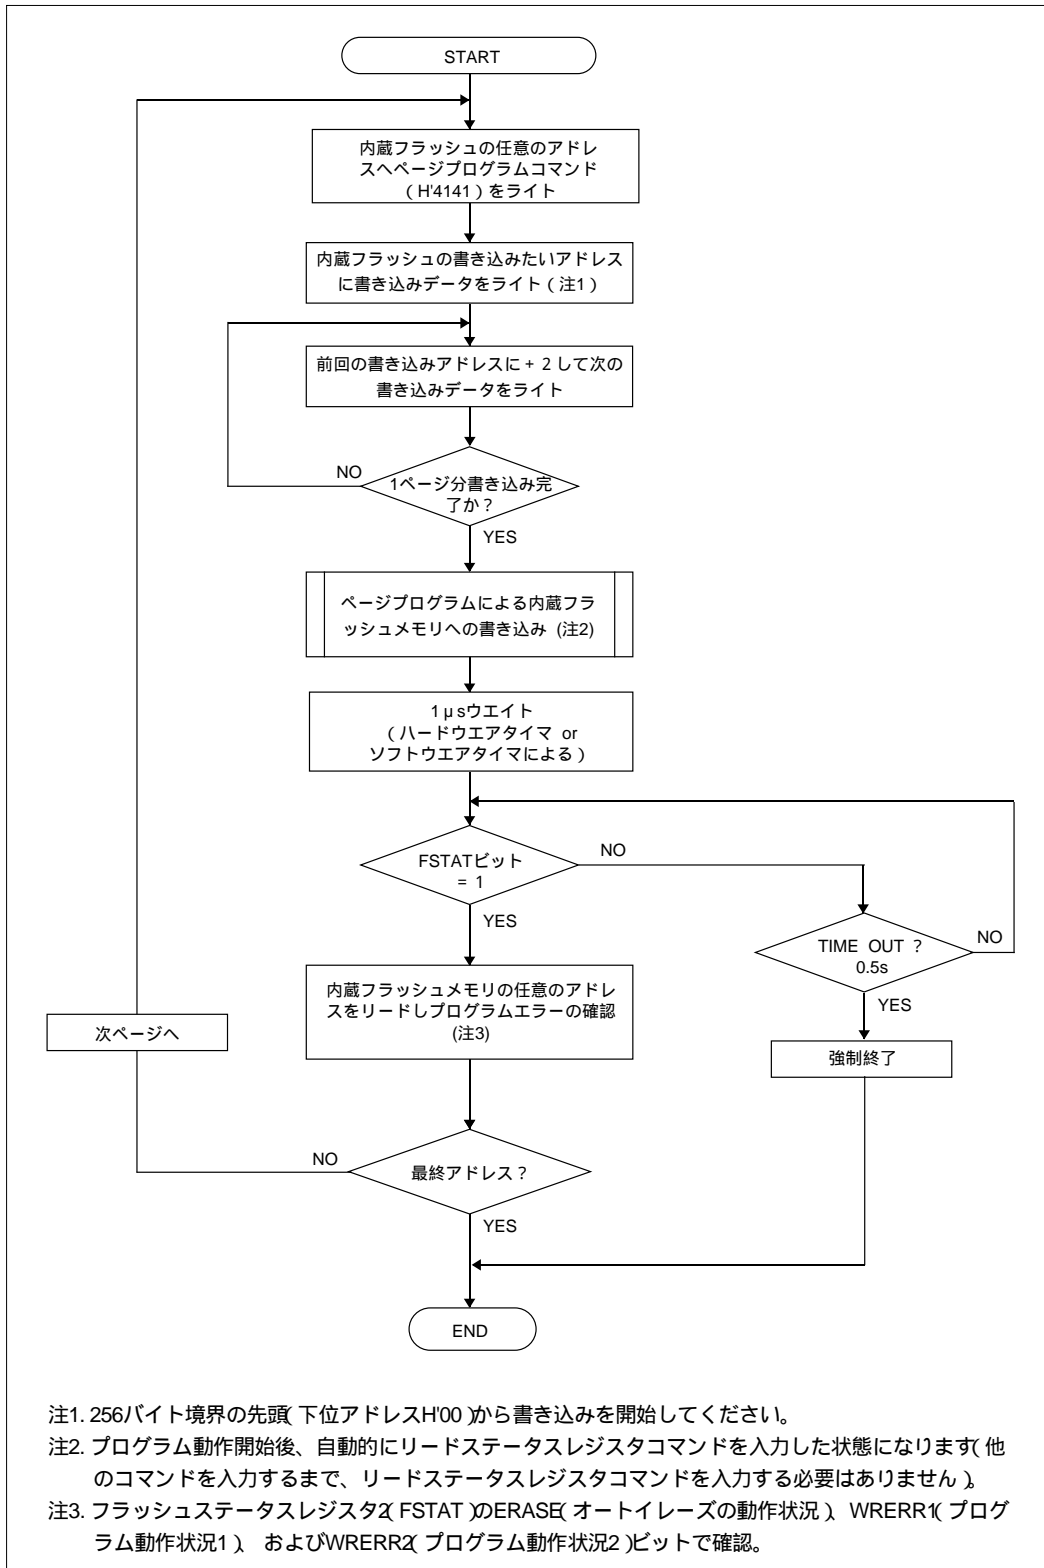 START
内蔵フラッシュの任意のアドレ
スへページプログラムコマンド
(H'4141)をライト
内蔵フラッシュの書き込みたいアドレス
に書き込みデータをライト(注1)
前回の書き込みアドレスに+2して次の
書き込みデータをライト
NO
1ページ分書き込み完
了か?
YES
ページプログラムによる内蔵フラ
ッシュメモリへの書き込み (注2)
1μsウエイト
(ハードウエアタイマ or
ソフトウエアタイマによる)
FSTATビット
= 1
NO
YES
TIME OUT ?
0.5s
NO
YES
内蔵フラッシュメモリの任意のアドレ
スをリードしプログラムエラーの確認
(注3)
次ページへ
強制終了
NO
最終アドレス?
YES
END
注1. 256バイト境界の先頭(下位アドレスH'00)から書き込みを開始してください。
注2. プログラム動作開始後、自動的にリードステータスレジスタコマンドを入力した状態になります(他
のコマンドを入力するまで、リードステータスレジスタコマンドを入力する必要はありません)。
注3. フラッシュステータスレジスタ2(FSTAT)のERASE(オートイレーズの動作状況)、WRERR1(プログ
ラム動作状況1)、およびWRERR2(プログラム動作状況2)ビットで確認。